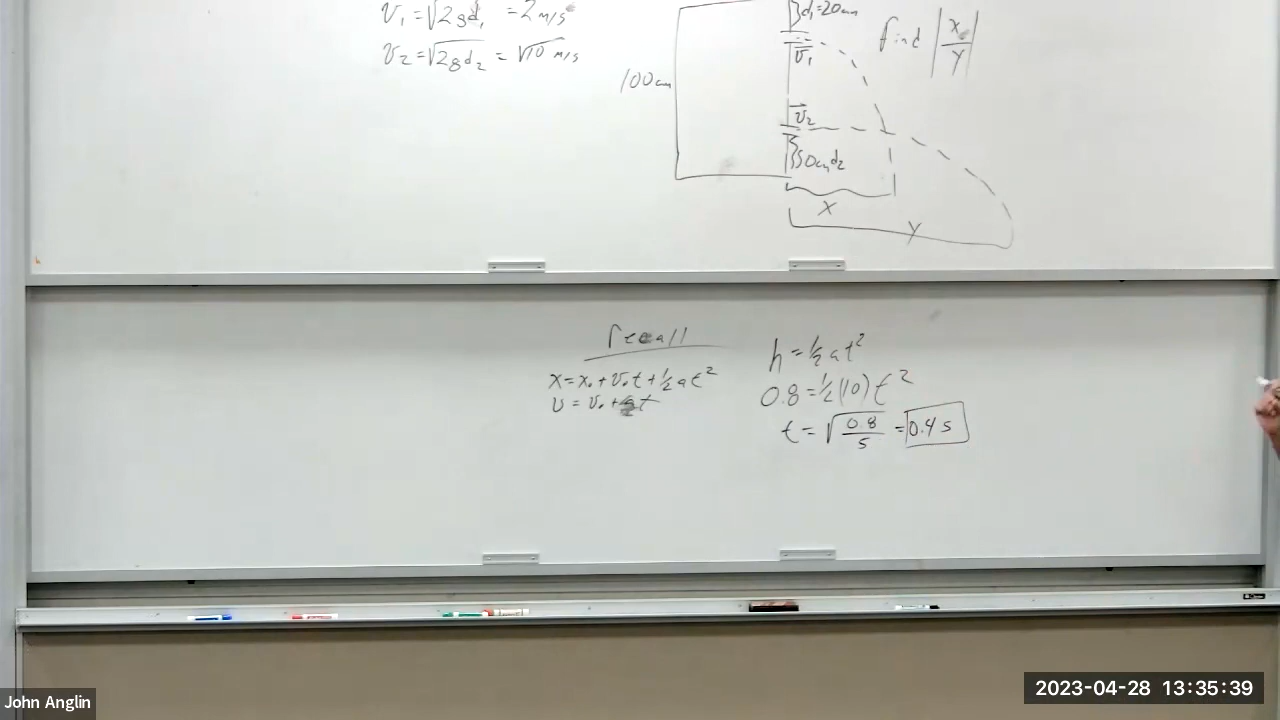 v₁ = √2gd₁ = 2 m/s
v₂ = √2gd₂ = √10 m/s
100cm
d₁=20cm
v₁
v₂
50cm d₂
x
y
find |x/y|
recall
x = x₀ + v₀t + ½at²
v = v₀ + at
h = ½at²
0.8 = ½(10)t²
t = √0.8/5 = 0.4 s
John Anglin
2023-04-28 13:35:39